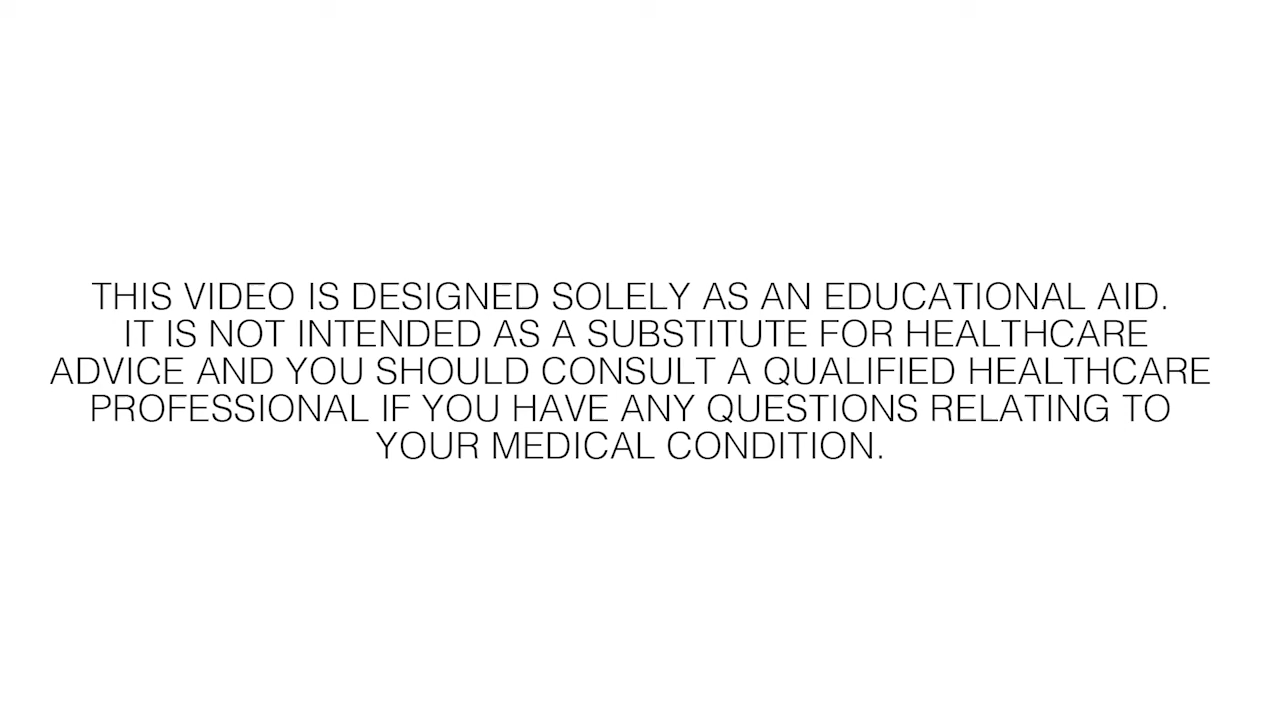 THIS VIDEO IS DESIGNED SOLELY AS AN EDUCATIONAL AID.
IT IS NOT INTENDED AS A SUBSTITUTE FOR HEALTHCARE
ADVICE AND YOU SHOULD CONSULT A QUALIFIED HEALTHCARE
PROFESSIONAL IF YOU HAVE ANY QUESTIONS RELATING TO
YOUR MEDICAL CONDITION.